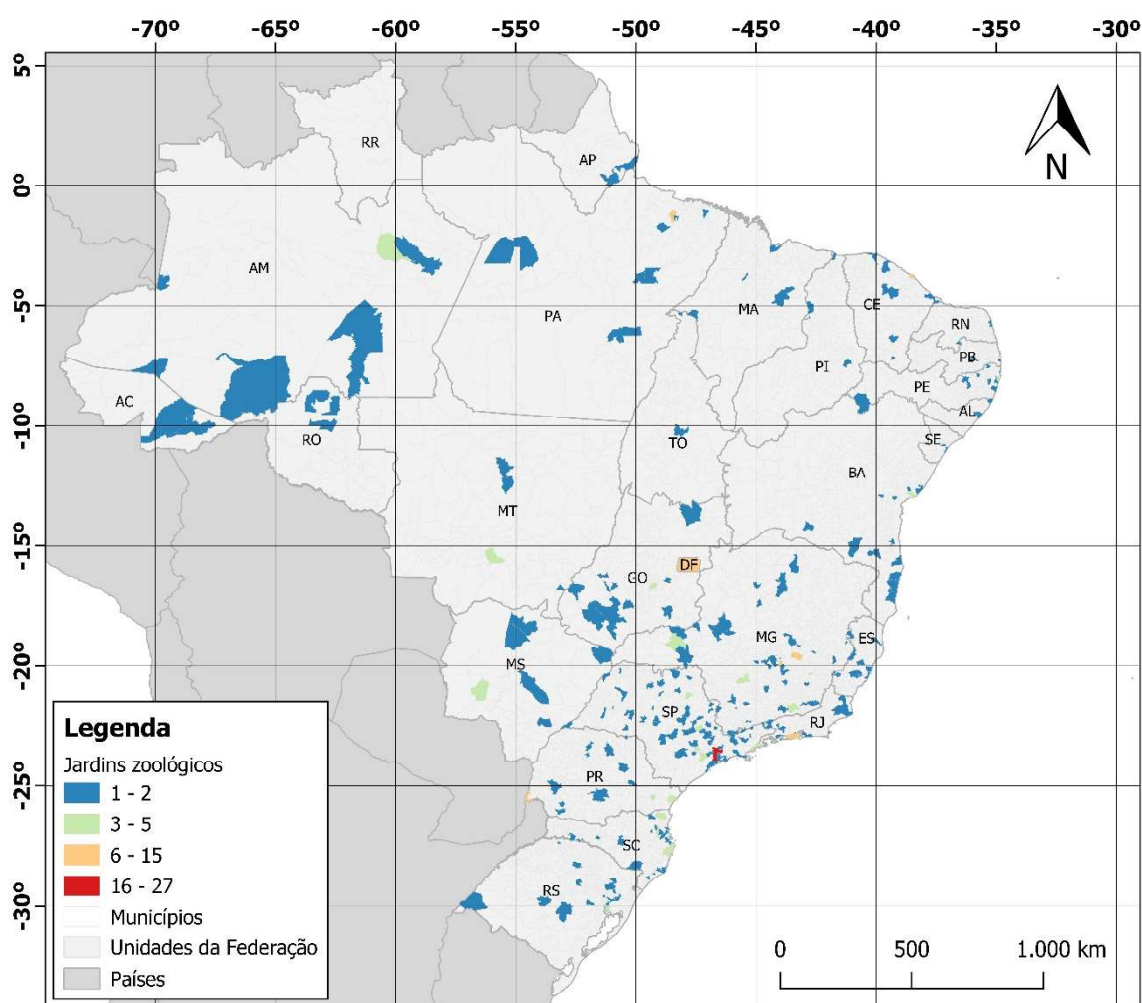 -70º -65º -60º -55º -50º -45º -40º -35º -30º
5º
0º
-5º
-10º
-15º
-20º
-25º
-30º
N
RR
AP
AM
PA
MA
CE
RN
PB
PI
PE
AC
AL
RO
TO
SE
BA
MT
DF
GO
MG
ES
MS
SP
RJ
PR
SC
RS
Legenda
Jardins zoológicos
1 - 2
3 - 5
6 - 15
16 - 27
Municípios
Unidades da Federação
Países
0 500 1.000 km